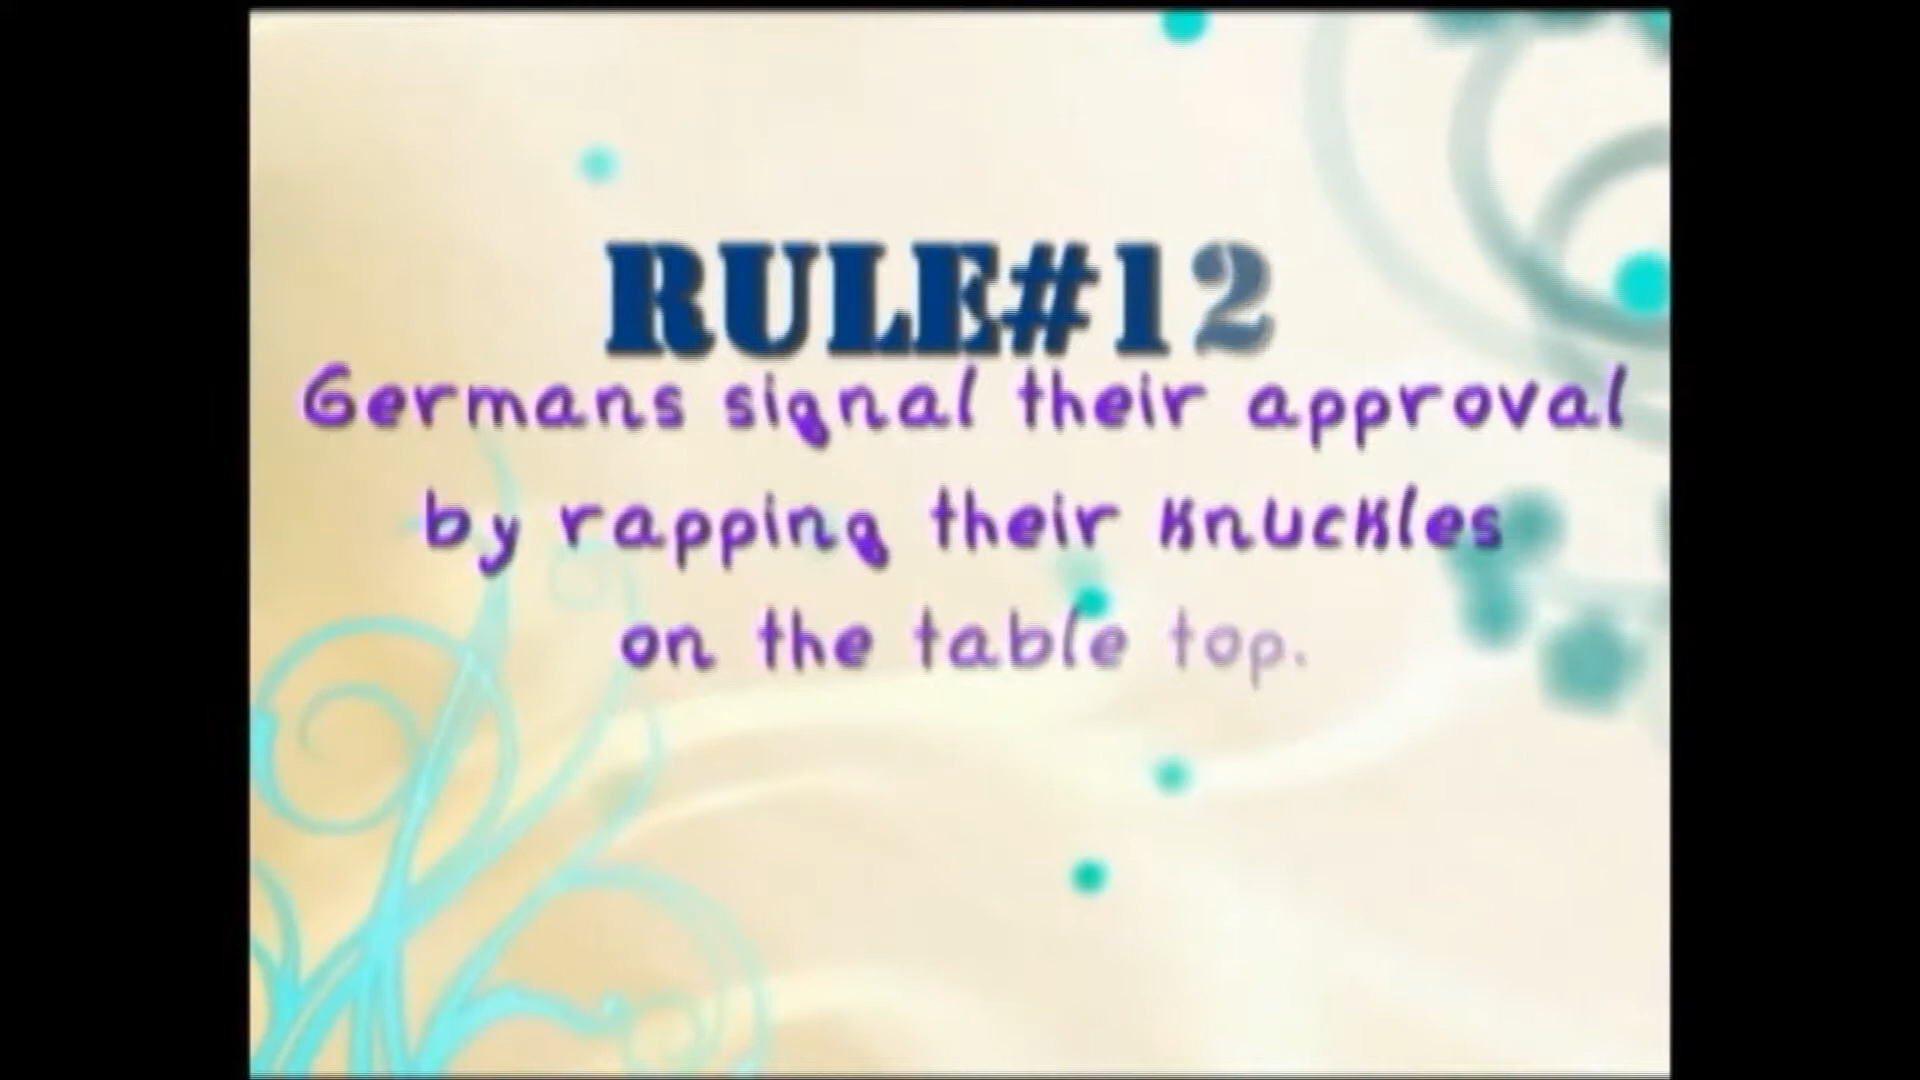 RULE#12
Germans signal their approval
by rapping their knuckles
on the table top.